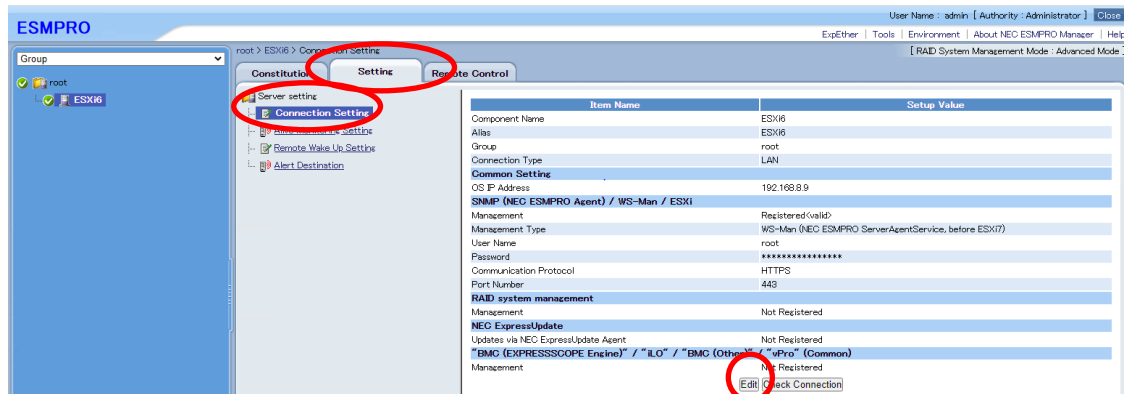 User Name : admin [ Authority : Administrator ] Close
ESMPRO
ExpEther | Tools | Environment | About NEC ESMPRO Manager | Help
root > ESXi6 > Connection Setting [ RAID System Management Mode : Advanced Mode ]
Group
Constitution Setting Remote Control
root
ESXi6
Server setting
Connection Setting
Alive Monitoring Setting
Remote Wake Up Setting
Alert Destination
Item Name Setup Value
Component Name ESXi6
Alias ESXi6
Group root
Connection Type LAN
Common Setting
OS IP Address 192.168.8.9
SNMP (NEC ESMPRO Agent) / WS-Man / ESXi
Management Registered<valid>
Management Type WS-Man (NEC ESMPRO ServerAgentService, before ESXi7)
User Name root
Password ****************
Communication Protocol HTTPS
Port Number 443
RAID system management
Management Not Registered
NEC ExpressUpdate
Updates via NEC ExpressUpdate Agent Not Registered
"BMC (EXPRESSSCOPE Engine)" / "iLO" / "BMC (Other)" / "vPro" (Common)
Management Not Registered
Edit Check Connection